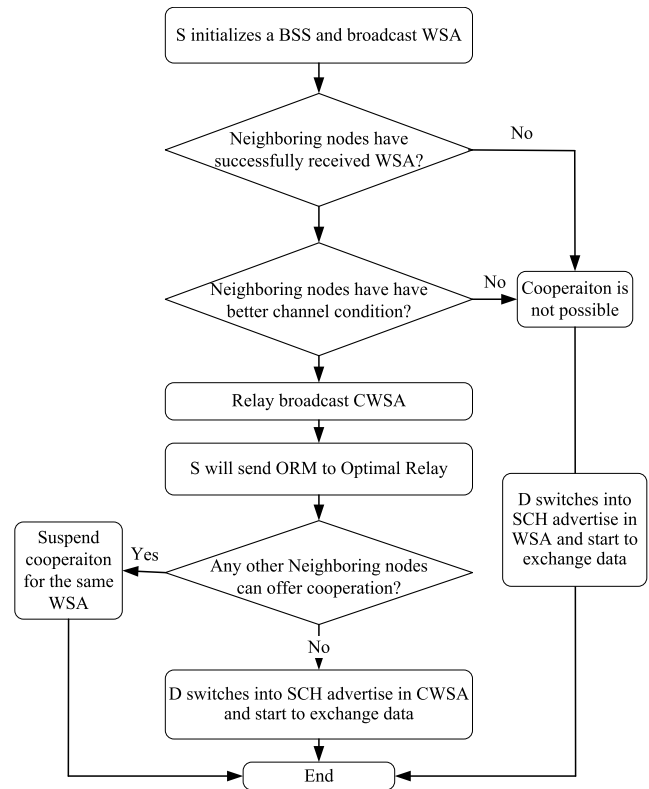 S initializes a BSS and broadcast WSA
Neighboring nodes have
successfully received WSA?
No
Neighboring nodes have have
better channel condition?
No
Cooperaiton is
not possible
Relay broadcast CWSA
S will send ORM to Optimal Relay
D switches into
SCH advertise in
WSA and start to
exchange data
Suspend
cooperaiton
for the same
WSA
Yes
Any other Neighboring nodes
can offer cooperation?
No
D switches into SCH advertise in CWSA
and start to exchange data
End